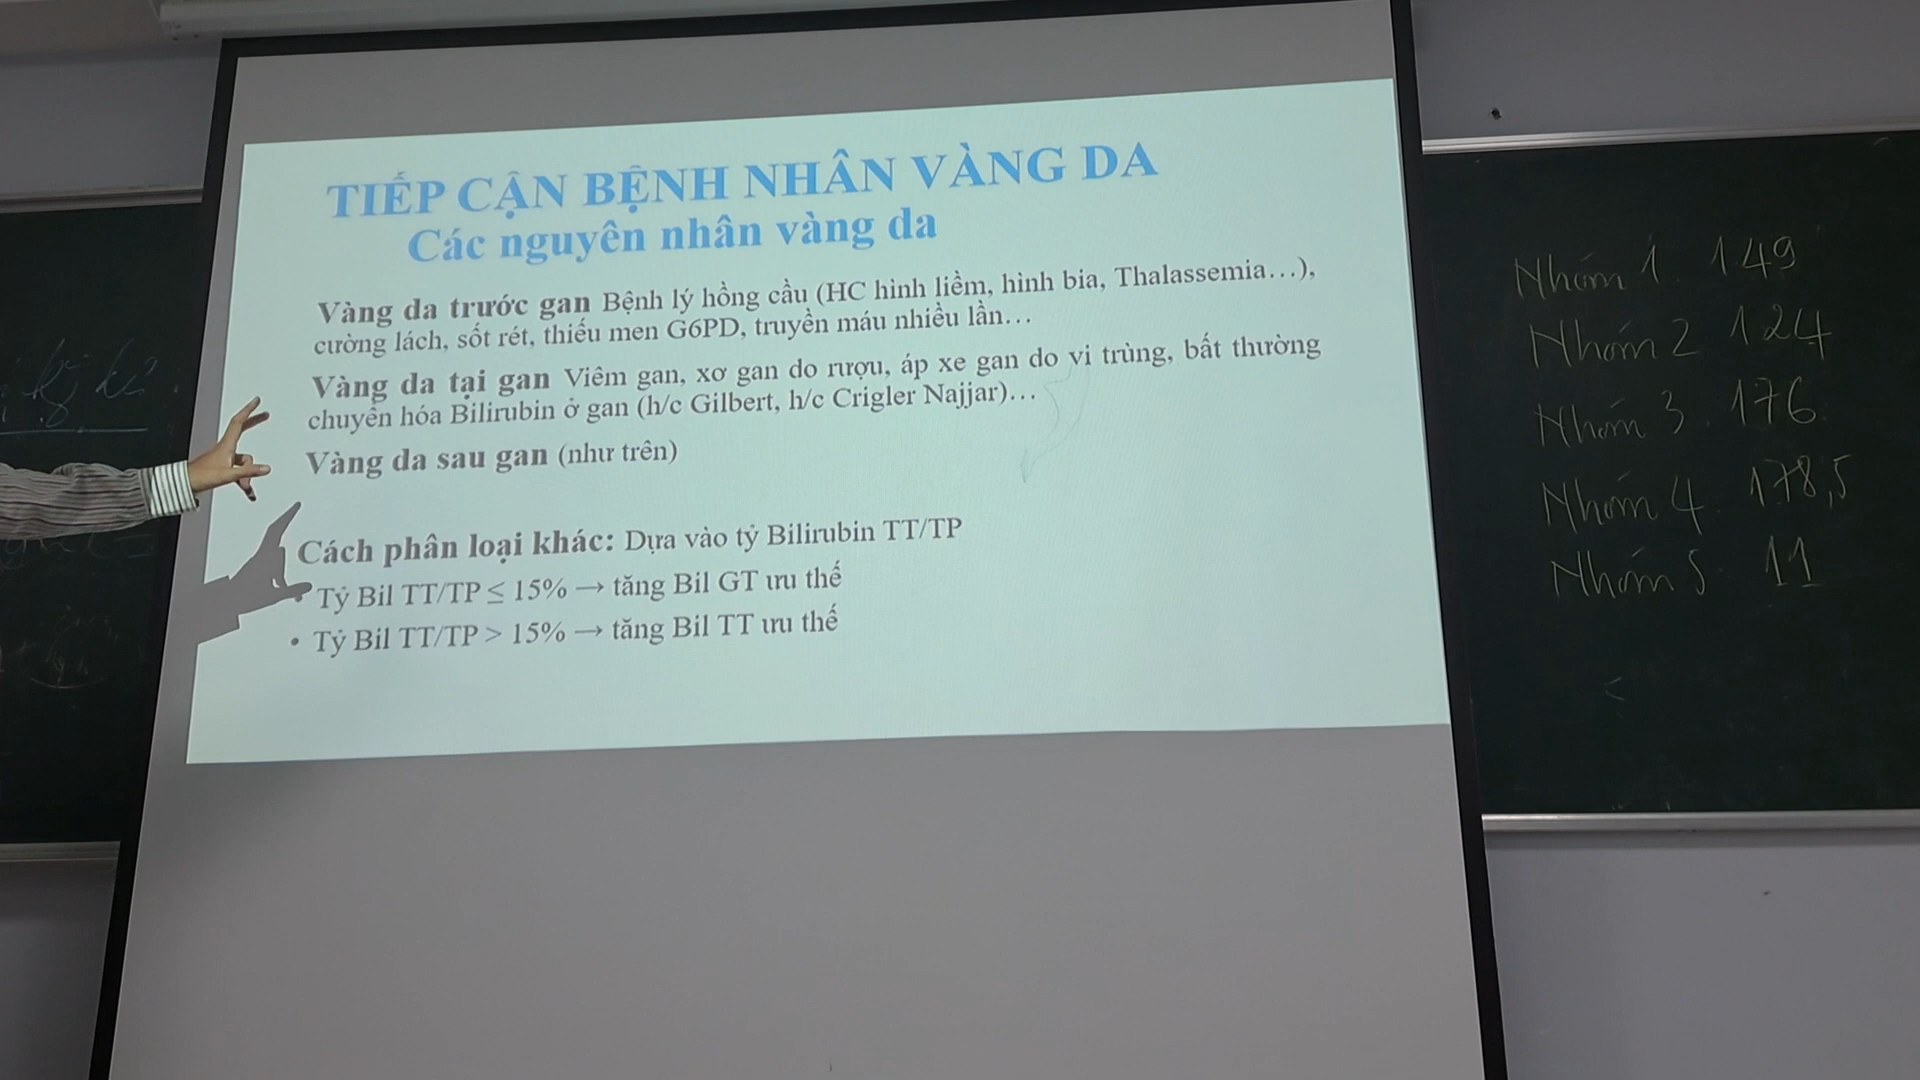 TIẾP CẬN BỆNH NHÂN VÀNG DA
Các nguyên nhân vàng da
Vàng da trước gan Bệnh lý hồng cầu (HC hình liềm, hình bia, Thalassemia…),
cường lách, sốt rét, thiếu men G6PD, truyền máu nhiều lần…
Vàng da tại gan Viêm gan, xơ gan do rượu, áp xe gan do vi trùng, bất thường
chuyển hóa Bilirubin ở gan (h/c Gilbert, h/c Crigler Najjar)…
Vàng da sau gan (như trên)
Cách phân loại khác: Dựa vào tỷ Bilirubin TT/TP
• Tỷ Bil TT/TP ≤ 15% → tăng Bil GT ưu thế
• Tỷ Bil TT/TP > 15% → tăng Bil TT ưu thế
Nhóm 1 149
Nhóm 2 124
Nhóm 3 176
Nhóm 4 178,5
Nhóm 5 11